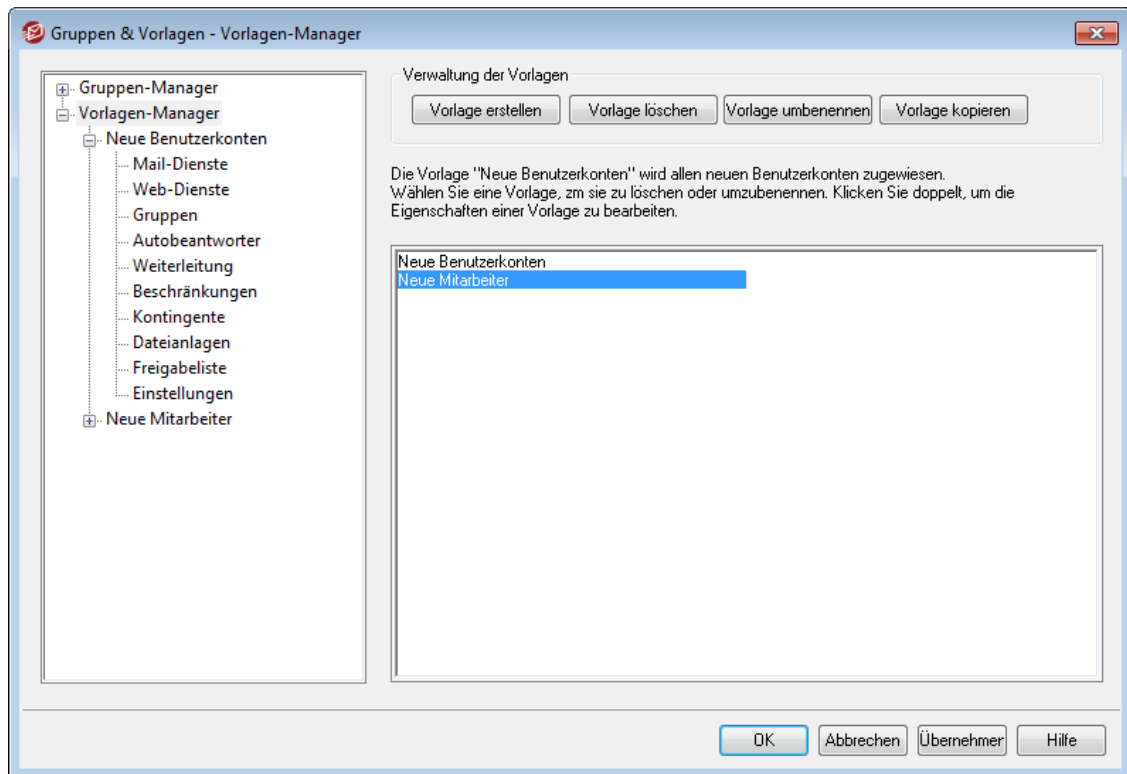 Gruppen & Vorlagen - Vorlagen-Manager
Gruppen-Manager
Vorlagen-Manager
Neue Benutzerkonten
Mail-Dienste
Web-Dienste
Gruppen
Autobeantworter
Weiterleitung
Beschränkungen
Kontingente
Dateianlagen
Freigabeliste
Einstellungen
Neue Mitarbeiter
Verwaltung der Vorlagen
Vorlage erstellen
Vorlage löschen
Vorlage umbenennen
Vorlage kopieren
Die Vorlage "Neue Benutzerkonten" wird allen neuen Benutzerkonten zugewiesen.
Wählen Sie eine Vorlage, zm sie zu löschen oder umzubenennen. Klicken Sie doppelt, um die
Eigenschaften einer Vorlage zu bearbeiten.
Neue Benutzerkonten
Neue Mitarbeiter
OK
Abbrechen
Übernehmer
Hilfe